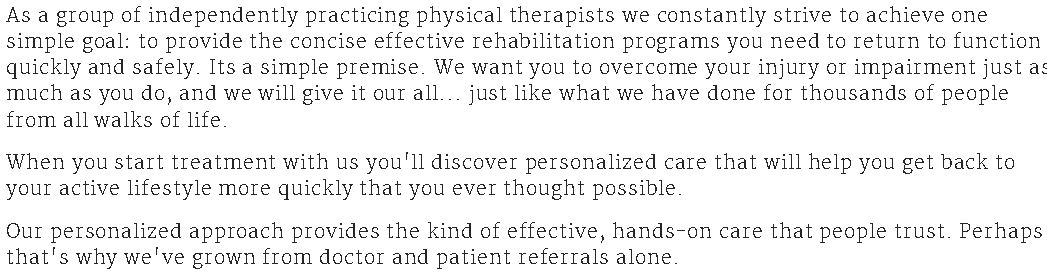 As a group of independently practicing physical therapists we constantly strive to achieve one
simple goal: to provide the concise effective rehabilitation programs you need to return to function
quickly and safely. Its a simple premise. We want you to overcome your injury or impairment just as
much as you do, and we will give it our all... just like what we have done for thousands of people
from all walks of life.
When you start treatment with us you'll discover personalized care that will help you get back to
your active lifestyle more quickly that you ever thought possible.
Our personalized approach provides the kind of effective, hands-on care that people trust. Perhaps
that's why we've grown from doctor and patient referrals alone.